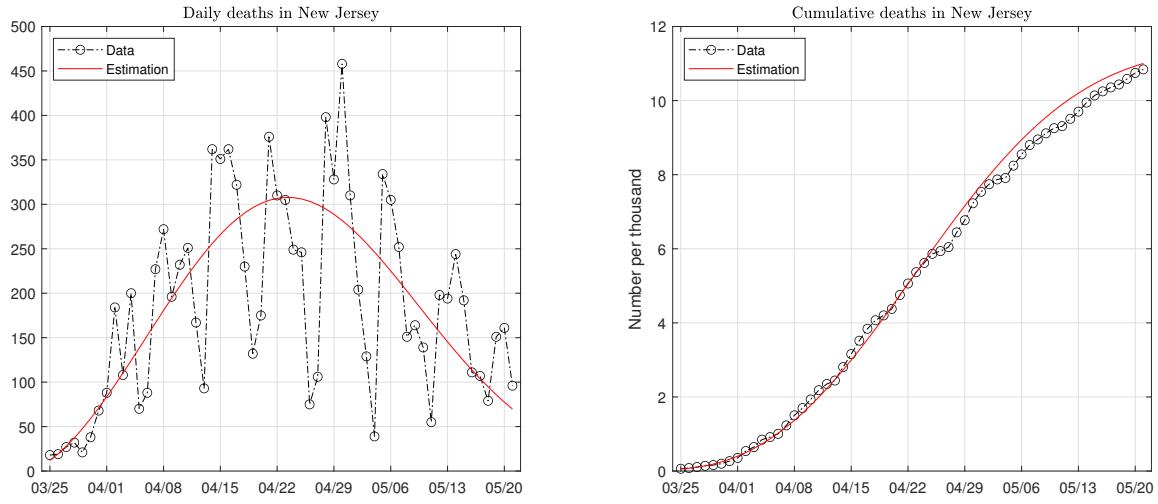 Daily deaths in New Jersey
500
450
400
350
300
250
200
150
100
50
0
Data
Estimation
03/25 04/01 04/08 04/15 04/22 04/29 05/06 05/13 05/20
Cumulative deaths in New Jersey
Number per thousand
12
10
8
6
4
2
0
Data
Estimation
03/25 04/01 04/08 04/15 04/22 04/29 05/06 05/13 05/20